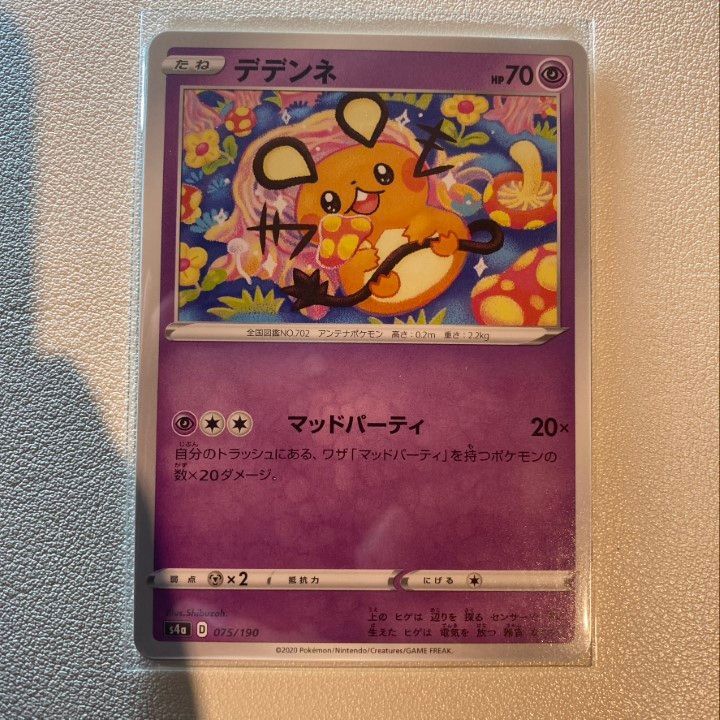 たね デデンネ HP 70
全国図鑑NO.702 アンテナポケモン 高さ:0.2m 重さ:2.2kg
マッドパーティ 20×
自分のトラッシュにある、ワザ「マッドパーティ」を持つポケモンの
数×20ダメージ。
弱点 ×2 抵抗力 にげる
illus.Shibuzoh.
上の ヒゲは 辺りを 探る センサー
生えた ヒゲは 電気を 放つ 器官
s4a D 075/190
©2020 Pokémon/Nintendo/Creatures/GAME FREAK.